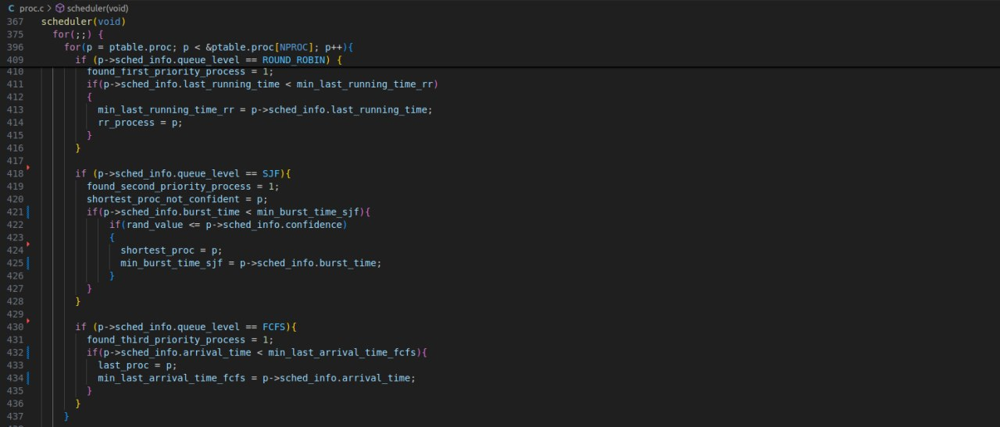 proc.c > scheduler(void)
367 scheduler(void)
375 for(;;) {
396 for(p = ptable.proc; p < &ptable.proc[NPROC]; p++){
409 if (p->sched_info.queue_level == ROUND_ROBIN) {
410 found_first_priority_process = 1;
411 if(p->sched_info.last_running_time < min_last_running_time_rr)
412 {
413 min_last_running_time_rr = p->sched_info.last_running_time;
414 rr_process = p;
415 }
416 }
417
418 if (p->sched_info.queue_level == SJF){
419 found_second_priority_process = 1;
420 shortest_proc_not_confident = p;
421 if(p->sched_info.burst_time < min_burst_time_sjf){
422 if(rand_value <= p->sched_info.confidence)
423 {
424 shortest_proc = p;
425 min_burst_time_sjf = p->sched_info.burst_time;
426 }
427 }
428 }
429
430 if (p->sched_info.queue_level == FCFS){
431 found_third_priority_process = 1;
432 if(p->sched_info.arrival_time < min_last_arrival_time_fcfs){
433 last_proc = p;
434 min_last_arrival_time_fcfs = p->sched_info.arrival_time;
435 }
436 }
437 }